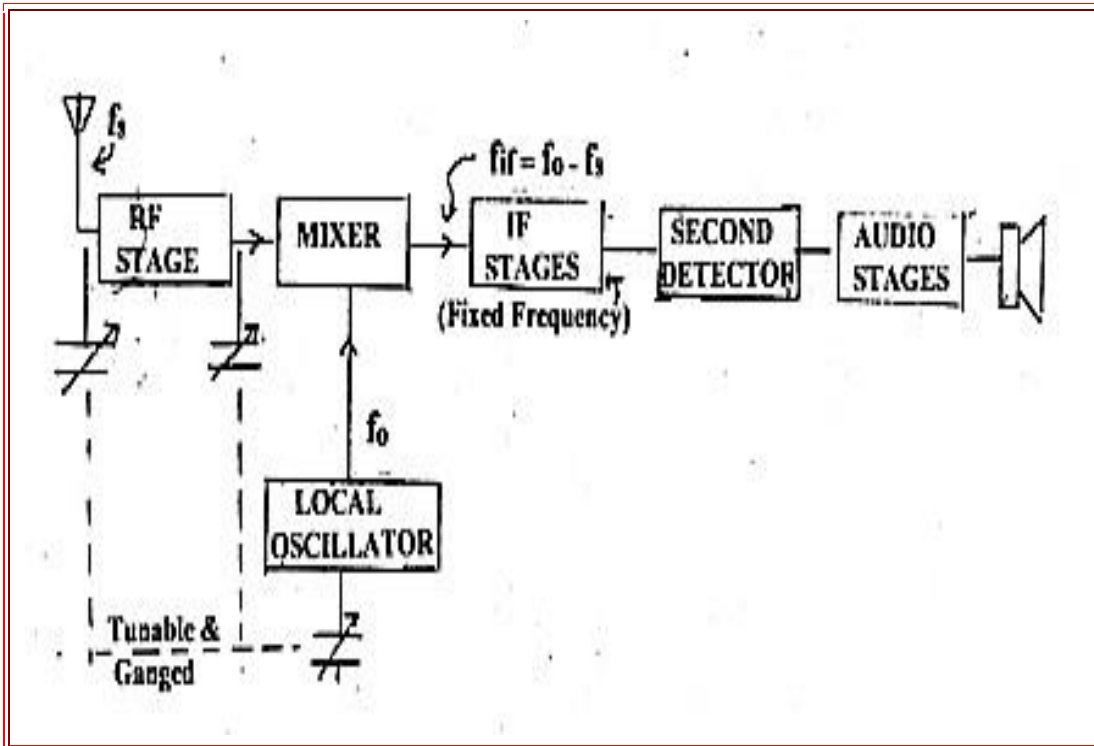 fs
fif = fo - fs
RF
STAGE
MIXER
IF
STAGES
(Fixed Frequency)
SECOND
DETECTOR
AUDIO
STAGES
fo
LOCAL
OSCILLATOR
Tunable &
Ganged